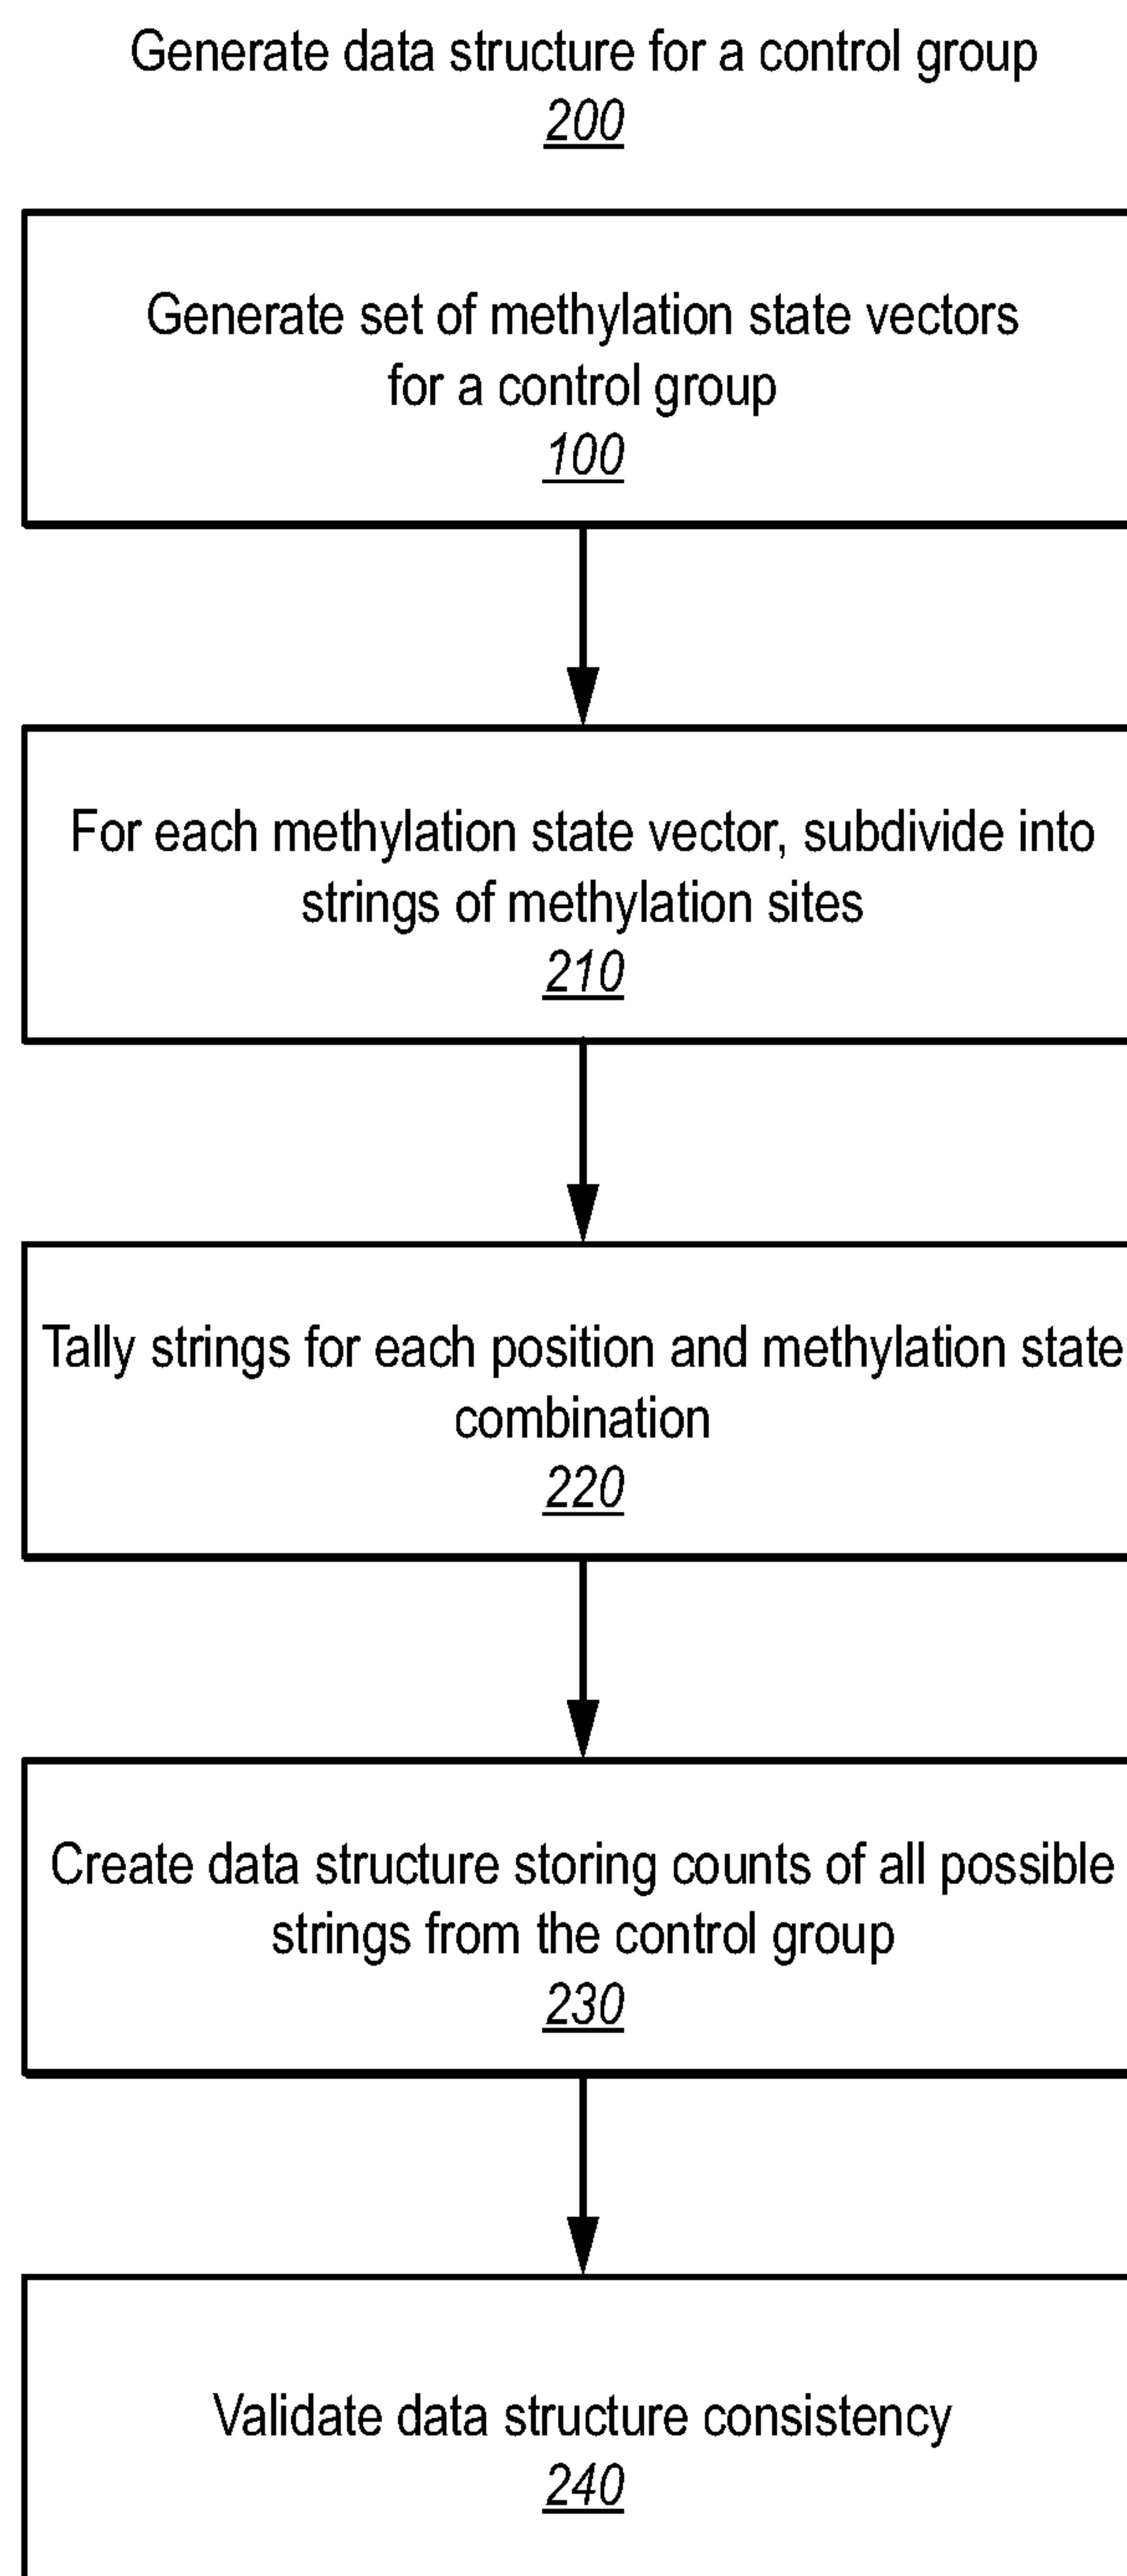 Generate data structure for a control group
200
Generate set of methylation state vectors
for a control group
100
For each methylation state vector, subdivide into
strings of methylation sites
210
Tally strings for each position and methylation state
combination
220
Create data structure storing counts of all possible
strings from the control group
230
Validate data structure consistency
240